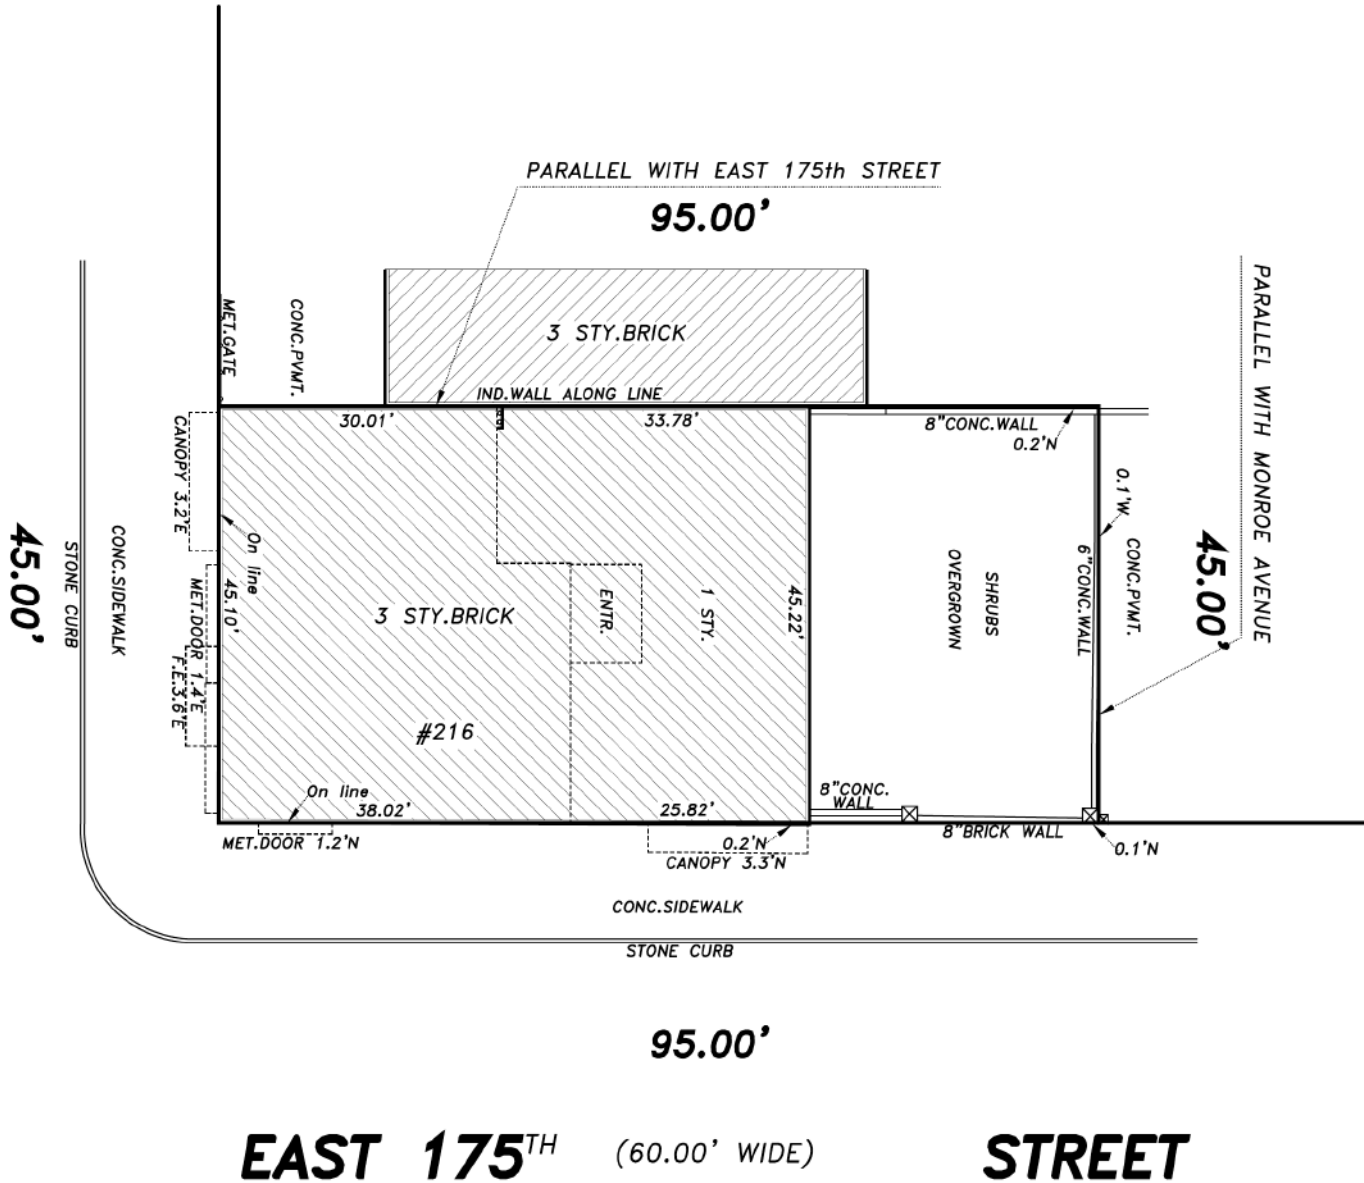 PARALLEL WITH EAST 175th STREET
95.00'
PARALLEL WITH MONROE AVENUE
MET.GATE
CONC.PVMT.
3 STY.BRICK
IND.WALL ALONG LINE
30.01'
33.78'
8"CONC.WALL
0.2'N
CANOPY 3.2'E
0.1'W
45.00'
STONE CURB
CONC.SIDEWALK
On line
45.10'
MET.DOOR 1.4'E
F.E.3.6'E
3 STY.BRICK
ENTR.
1 STY.
45.22'
OVERGROWN
SHRUBS
6"CONC.WALL
CONC.PVMT.
45.00'
#216
On line
38.02'
25.82'
8"CONC.
WALL
8"BRICK WALL
MET.DOOR 1.2'N
0.2'N
CANOPY 3.3'N
0.1'N
CONC.SIDEWALK
STONE CURB
95.00'
EAST 175TH (60.00' WIDE) STREET